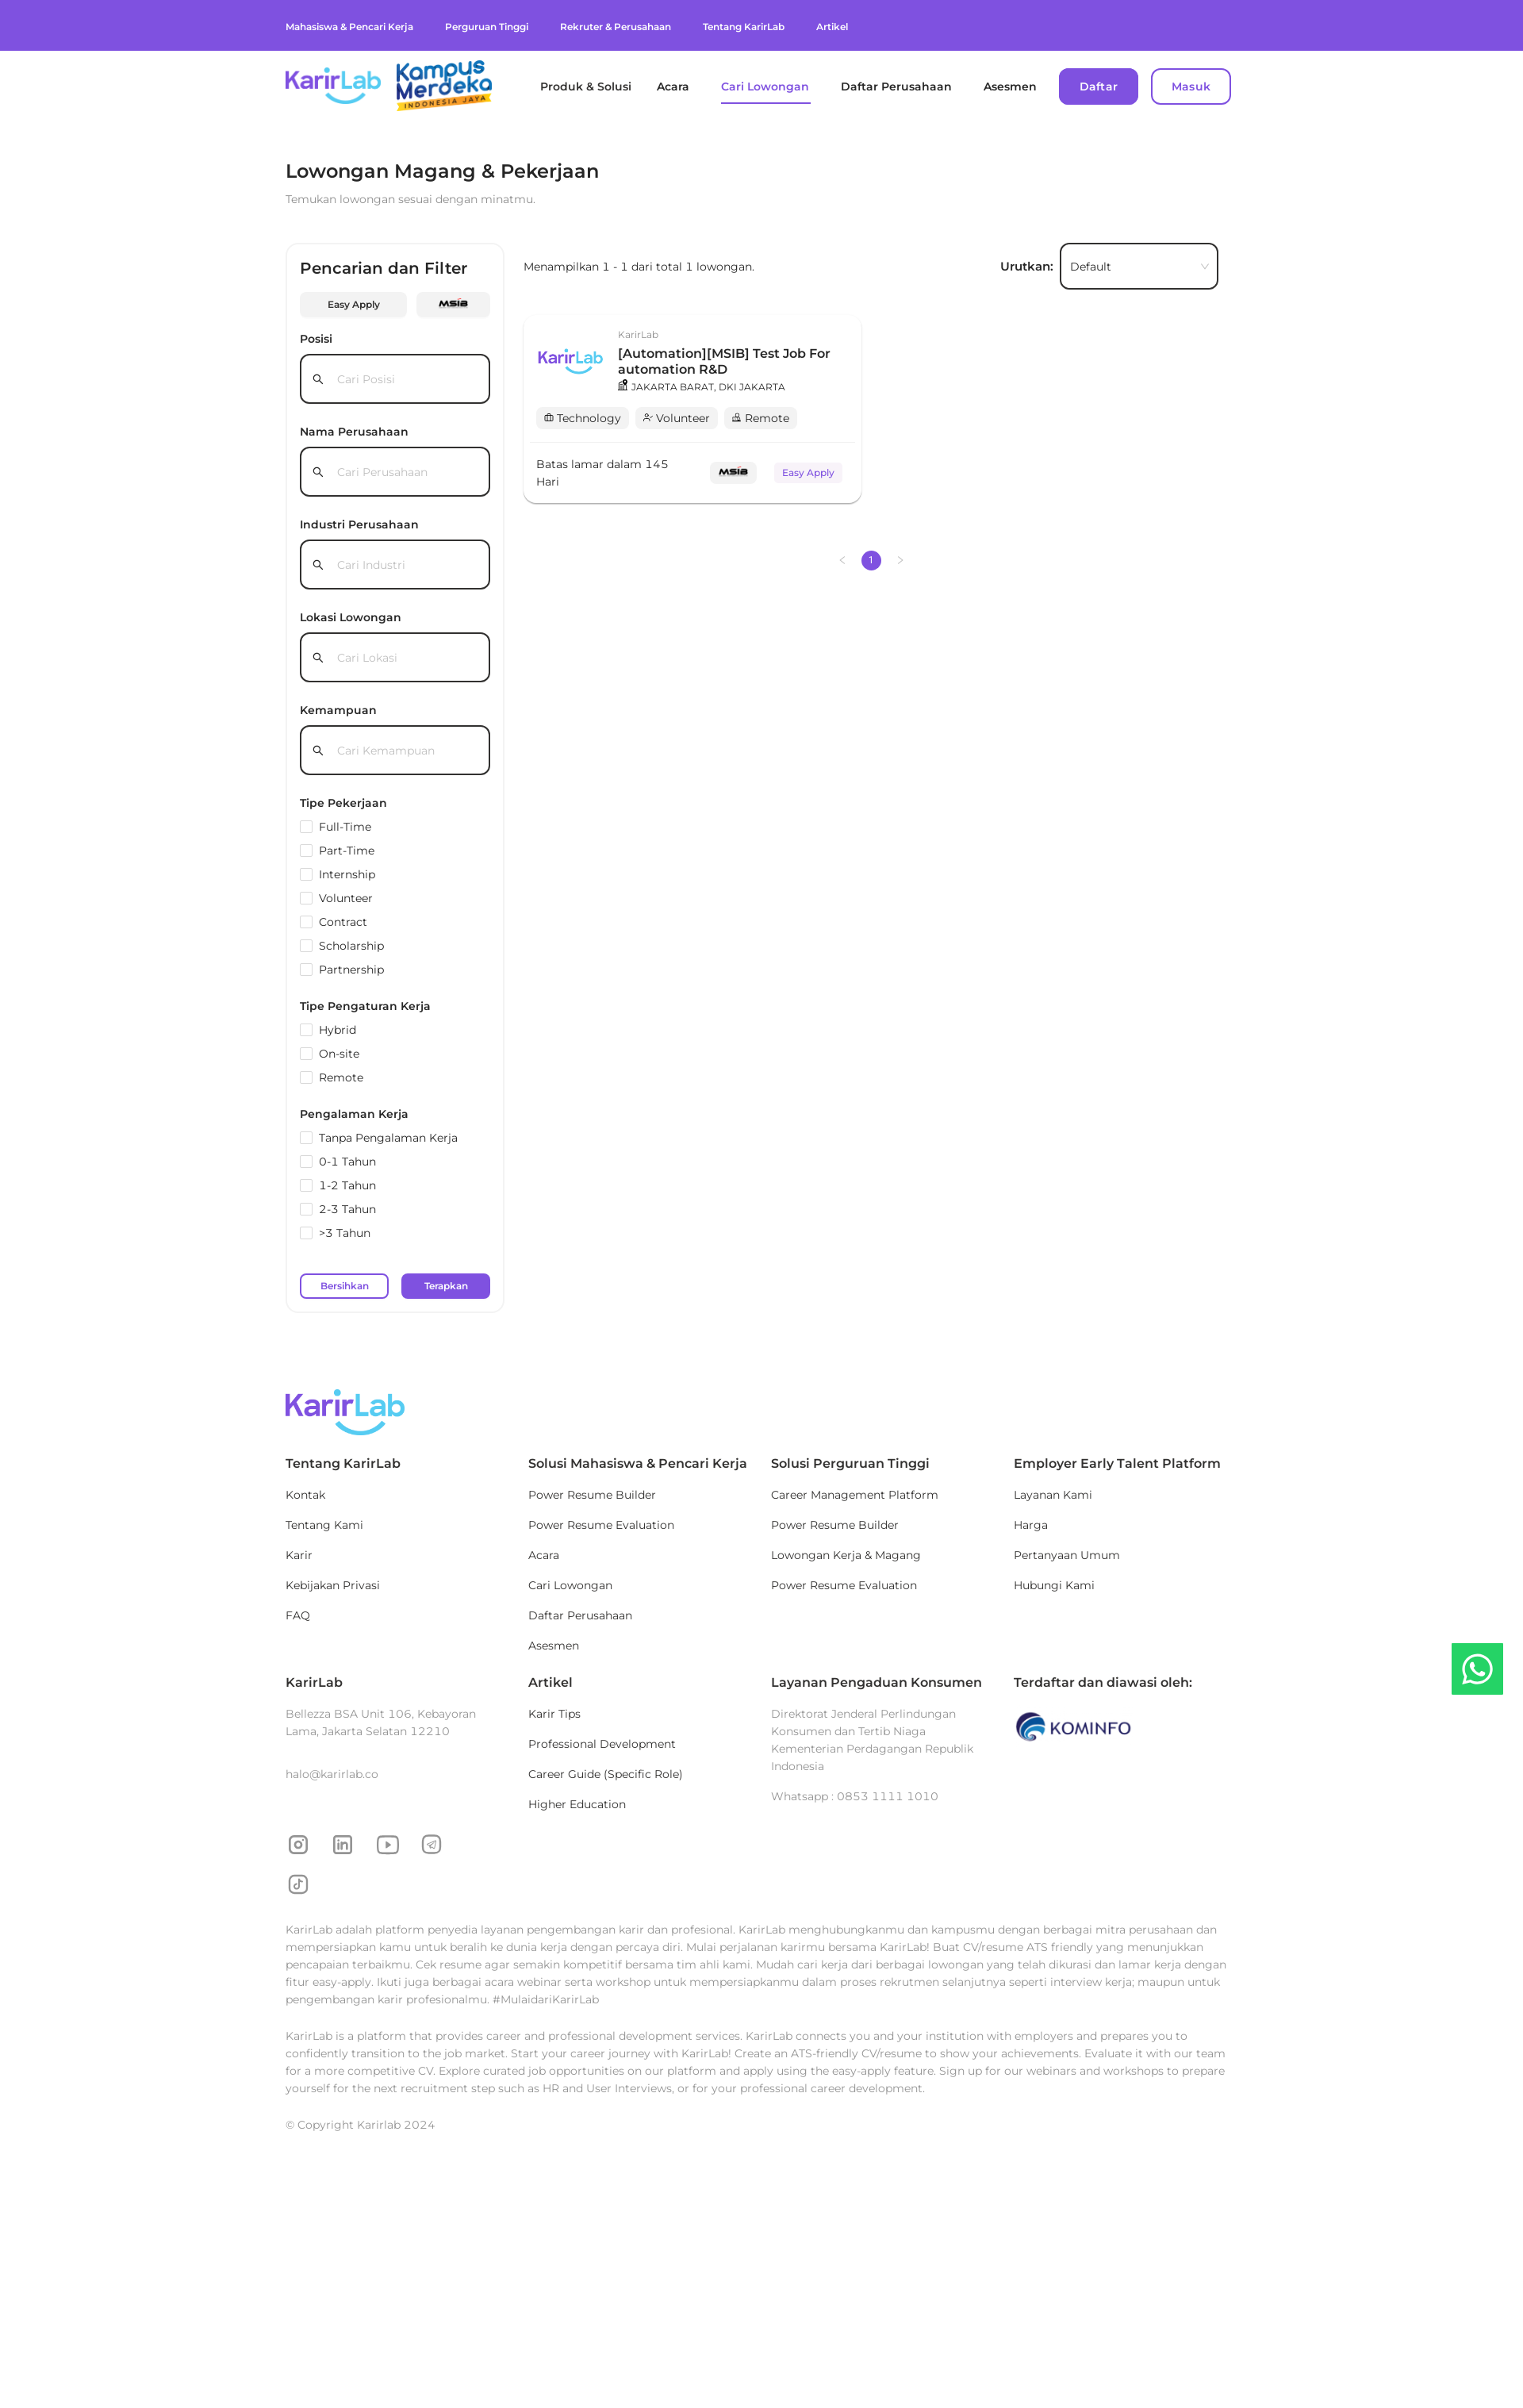 Mahasiswa & Pencari Kerja Perguruan Tinggi Rekruter & Perusahaan Tentang KarirLab Artikel
KarirLab
Kampus
Merdeka
INDONESIA JAYA
Produk & Solusi Acara Cari Lowongan Daftar Perusahaan Asesmen Daftar Masuk
Lowongan Magang & Pekerjaan
Temukan lowongan sesuai dengan minatmu.
Pencarian dan Filter
Easy Apply MSIB
Posisi
Cari Posisi
Nama Perusahaan
Cari Perusahaan
Industri Perusahaan
Cari Industri
Lokasi Lowongan
Cari Lokasi
Kemampuan
Cari Kemampuan
Tipe Pekerjaan
Full-Time
Part-Time
Internship
Volunteer
Contract
Scholarship
Partnership
Tipe Pengaturan Kerja
Hybrid
On-site
Remote
Pengalaman Kerja
Tanpa Pengalaman Kerja
0-1 Tahun
1-2 Tahun
2-3 Tahun
>3 Tahun
Bersihkan Terapkan
Menampilkan 1 - 1 dari total 1 lowongan.
Urutkan: Default
KarirLab
KarirLab
[Automation][MSIB] Test Job For
automation R&D
JAKARTA BARAT, DKI JAKARTA
Technology Volunteer Remote
Batas lamar dalam 145
Hari
MSIB Easy Apply
1
KarirLab
Tentang KarirLab
Kontak
Tentang Kami
Karir
Kebijakan Privasi
FAQ
Solusi Mahasiswa & Pencari Kerja
Power Resume Builder
Power Resume Evaluation
Acara
Cari Lowongan
Daftar Perusahaan
Asesmen
Solusi Perguruan Tinggi
Career Management Platform
Power Resume Builder
Lowongan Kerja & Magang
Power Resume Evaluation
Employer Early Talent Platform
Layanan Kami
Harga
Pertanyaan Umum
Hubungi Kami
KarirLab
Bellezza BSA Unit 106, Kebayoran
Lama, Jakarta Selatan 12210
halo@karirlab.co
Artikel
Karir Tips
Professional Development
Career Guide (Specific Role)
Higher Education
Layanan Pengaduan Konsumen
Direktorat Jenderal Perlindungan
Konsumen dan Tertib Niaga
Kementerian Perdagangan Republik
Indonesia
Whatsapp : 0853 1111 1010
Terdaftar dan diawasi oleh:
KOMINFO
KarirLab adalah platform penyedia layanan pengembangan karir dan profesional. KarirLab menghubungkanmu dan kampusmu dengan berbagai mitra perusahaan dan
mempersiapkan kamu untuk beralih ke dunia kerja dengan percaya diri. Mulai perjalanan karirmu bersama KarirLab! Buat CV/resume ATS friendly yang menunjukkan
pencapaian terbaikmu. Cek resume agar semakin kompetitif bersama tim ahli kami. Mudah cari kerja dari berbagai lowongan yang telah dikurasi dan lamar kerja dengan
fitur easy-apply. Ikuti juga berbagai acara webinar serta workshop untuk mempersiapkanmu dalam proses rekrutmen selanjutnya seperti interview kerja; maupun untuk
pengembangan karir profesionalmu. #MulaidariKarirLab
KarirLab is a platform that provides career and professional development services. KarirLab connects you and your institution with employers and prepares you to
confidently transition to the job market. Start your career journey with KarirLab! Create an ATS-friendly CV/resume to show your achievements. Evaluate it with our team
for a more competitive CV. Explore curated job opportunities on our platform and apply using the easy-apply feature. Sign up for our webinars and workshops to prepare
yourself for the next recruitment step such as HR and User Interviews, or for your professional career development.
© Copyright Karirlab 2024